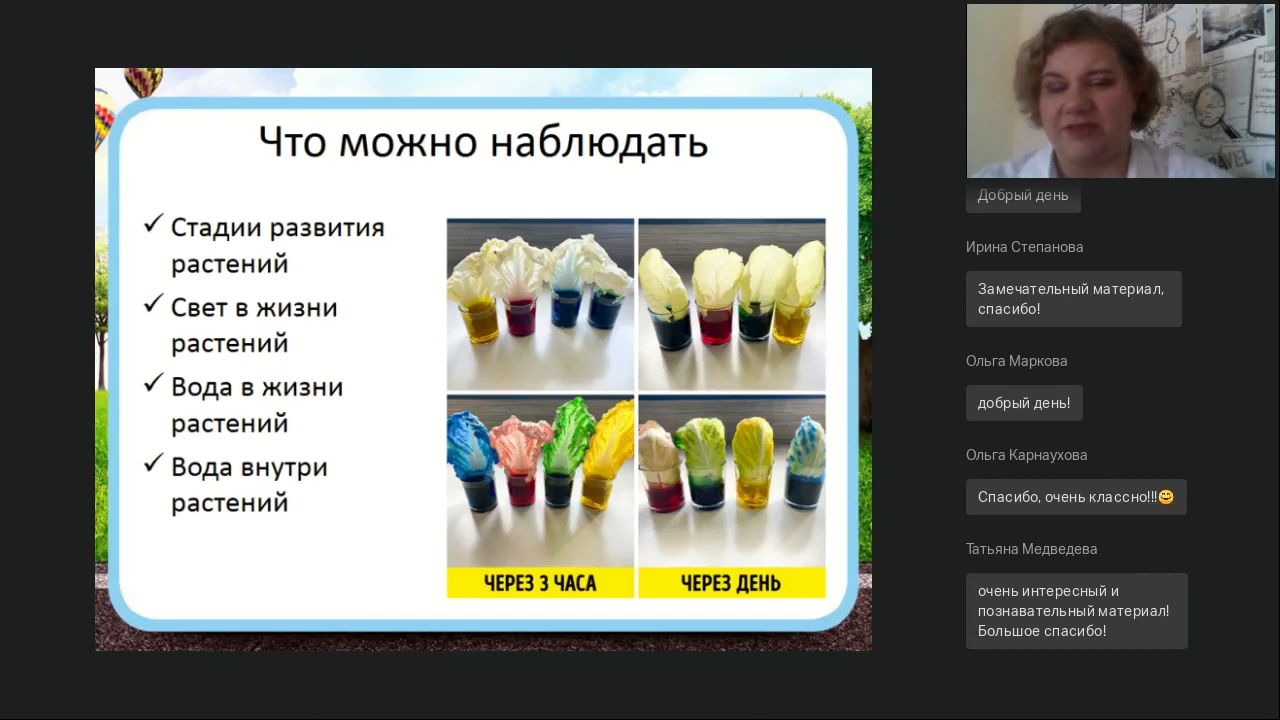 Что можно наблюдать
✓ Стадии развития
растений
✓ Свет в жизни
растений
✓ Вода в жизни
растений
✓ Вода внутри
растений
ЧЕРЕЗ 3 ЧАСА
ЧЕРЕЗ ДЕНЬ
TRAVEL
Добрый день
Ирина Степанова
Замечательный материал,
спасибо!
Ольга Маркова
добрый день!
Ольга Карнаухова
Спасибо, очень классно!!!😊
Татьяна Медведева
очень интересный и
познавательный материал!
Большое спасибо!